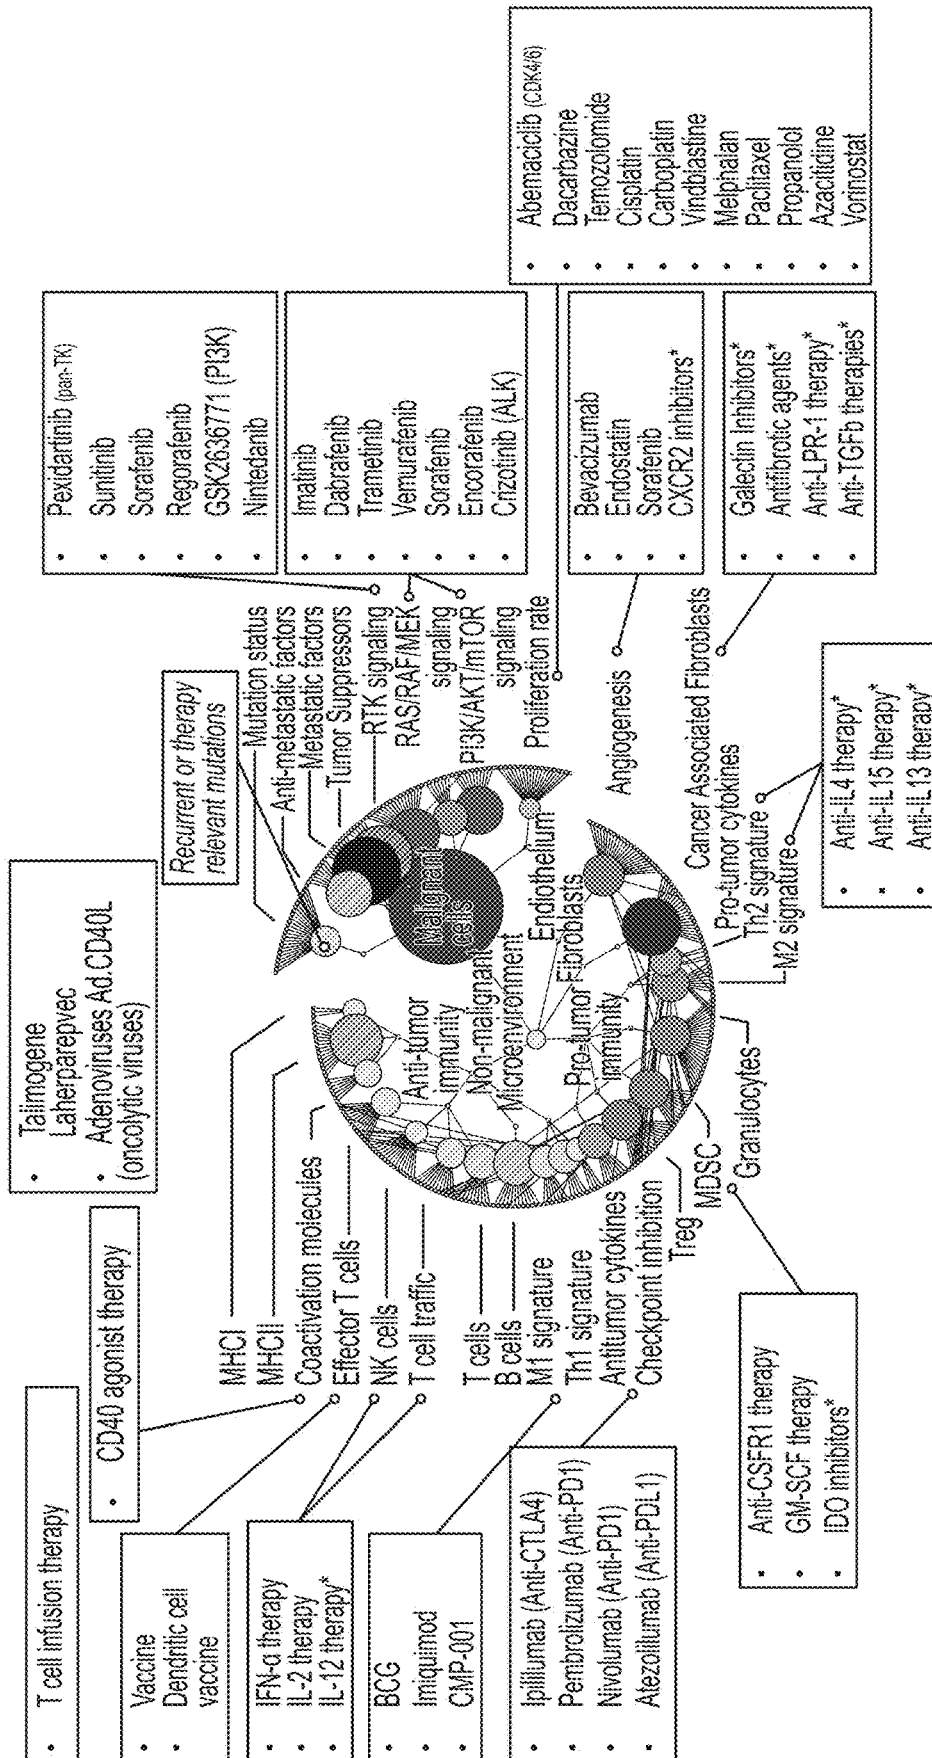 • T cell infusion therapy
• CD40 agonist therapy
• Talimogene
Laherparepvec
• Adenoviruses Ad.CD40L
(oncolytic viruses)
Recurrent or therapy
relevant mutations
• Vaccine
• Dendritic cell
vaccine
• IFN-α therapy
• IL-2 therapy
• IL-12 therapy*
• BCG
• Imiquimod
• CMP-001
• Ipililumab (Anti-CTLA4)
• Pembrolizumab (Anti-PD1)
• Nivolumab (Anti-PD1)
• Atezolilumab (Anti-PDL1)
• Anti-CSFR1 therapy
• GM-SCF therapy
• IDO inhibitors*
MHCI
MHCII
Coactivation molecules
Effector T cells
NK cells
T cell traffic
T cells
B cells
M1 signature
Th1 signature
Antitumor cytokines
Checkpoint inhibition
Treg
MDSC
Granulocytes
Anti-tumor
immunity
Non-malignant
Microenvironment
Pro-tumor
immunity
Fibroblasts
Endothelium
Malignant
cells
Mutation status
Anti-metastatic factors
Metastatic factors
Tumor Suppressors
RTK signaling
RAS/RAF/MEK
signaling
PI3K/AKT/mTOR
signaling
Proliferation rate
Angiogenesis
Cancer Associated Fibroblasts
Pro-tumor cytokines
Th2 signature
M2 signature
• Pexidartinib (pan-TK)
• Sunitinib
• Sorafenib
• Regorafenib
• GSK2636771 (PI3K)
• Nintedanib
• Imatinib
• Dabrafenib
• Trametinib
• Vemurafenib
• Sorafenib
• Encorafenib
• Crizotinib (ALK)
• Abemaciclib (CDK4/6)
• Dacarbazine
• Temozolomide
• Cisplatin
• Carboplatin
• Vindblastine
• Melphalan
• Paclitaxel
• Propanolol
• Azacitidine
• Vorinostat
• Bevacizumab
• Endostatin
• Sorafenib
• CXCR2 inhibitors*
• Galectin Inhibitors*
• Antifibrotic agents*
• Anti-LPR-1 therapy*
• Anti-TGFb therapies*
• Anti-IL4 therapy*
• Anti-IL15 therapy*
• Anti-IL13 therapy*